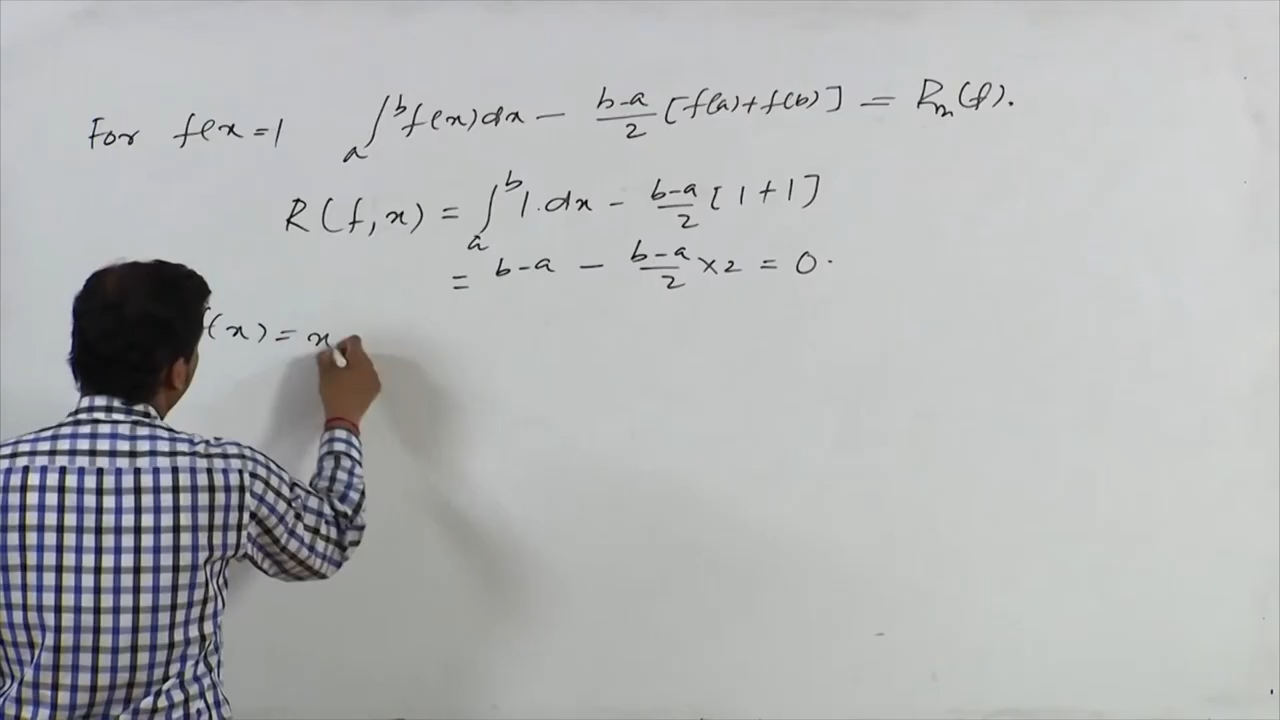 For f(x=1 ∫_a^b f(x)dx - (b-a)/2 [f(a)+f(b)] = R_n(f).
R(f,x) = ∫_a^b 1.dx - (b-a)/2 [1+1]
= b-a - (b-a)/2 ×2 = 0.
f(x) = x